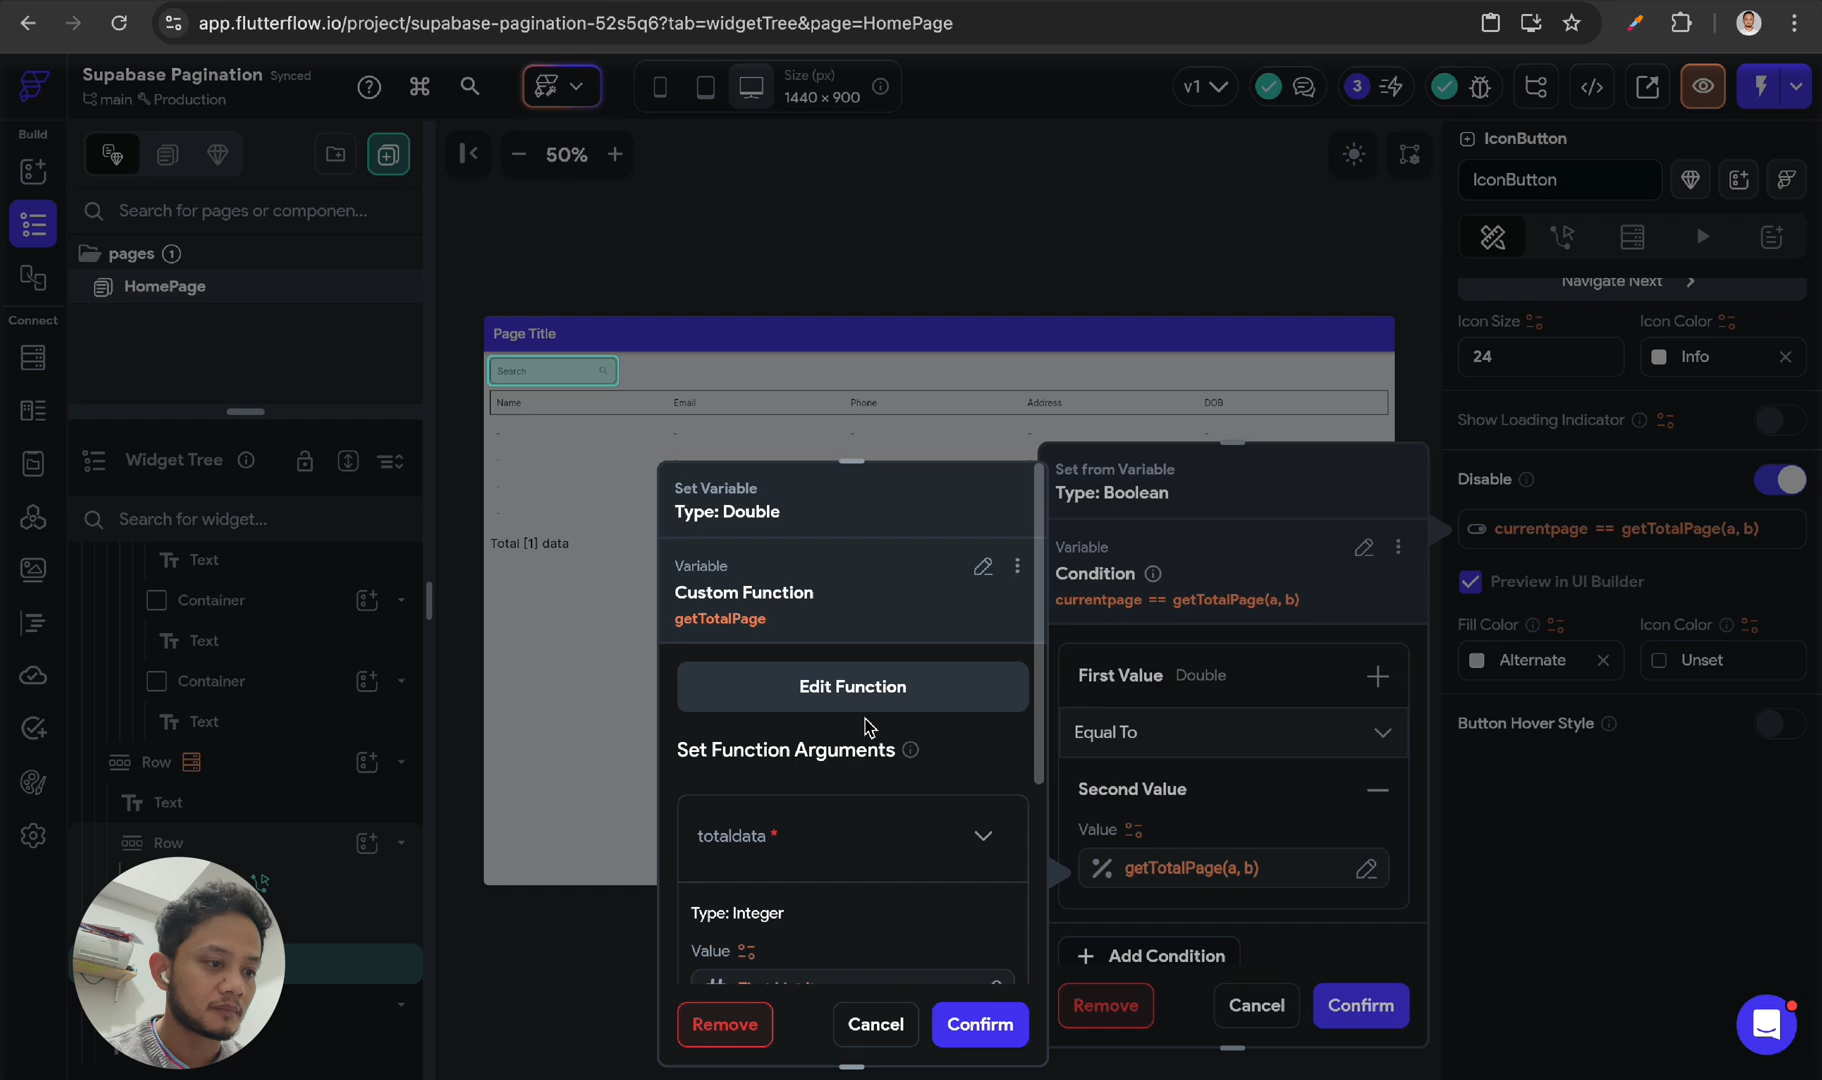 app.flutterflow.io/project/supabase-pagination-52s5q6?tab=widgetTree&page=HomePage
Supabase Pagination Synced
main Production
Size (px)
1440 × 900
v1
3
Build
Connect
50%
Search for pages or componen...
pages 1
HomePage
Widget Tree
Search for widget...
Text
Container
Text
Container
Text
Row
Text
Row
Page Title
Search
Name Email Phone Address DOB
- - - - -
-
-
-
Total [1] data
Set Variable
Type: Double
Variable
Custom Function
getTotalPage
Edit Function
Set Function Arguments
totaldata *
Type: Integer
Value
Remove Cancel Confirm
Set from Variable
Type: Boolean
Variable
Condition
currentpage == getTotalPage(a, b)
First Value Double
Equal To
Second Value
Value
getTotalPage(a, b)
Add Condition
Remove Cancel Confirm
IconButton
IconButton
Navigate Next
Icon Size Icon Color
24 Info
Show Loading Indicator
Disable
currentpage == getTotalPage(a, b)
Preview in UI Builder
Fill Color Icon Color
Alternate Unset
Button Hover Style